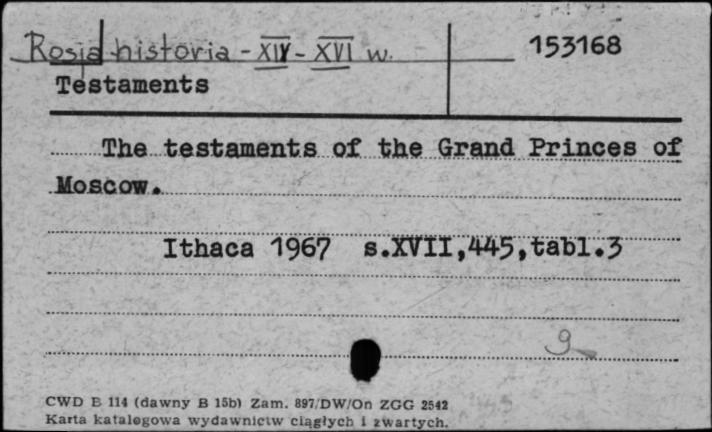 Rosja historia - XIV - XVI w.
153168
Testaments
The testaments of the Grand Princes of
Moscow.
Ithaca 1967 s.XVII,445,tabl.3
g
CWD B 114 (dawny B 15b) Zam. 897/DW/On ZGG 2542
Karta katalogowa wydawnictw ciągłych i zwartych.